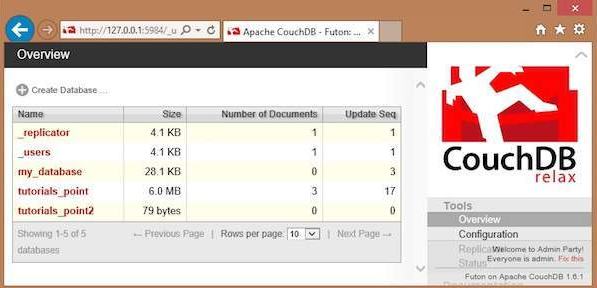 http://127.0.0.1:5984/_u
Apache CouchDB - Futon: ...
Overview
Create Database ...
Name Size Number of Documents Update Seq
_replicator 4.1 KB 1 1
_users 4.1 KB 1 1
my_database 28.1 KB 0 3
tutorials_point 6.0 MB 3 17
tutorials_point2 79 bytes 0 0
Showing 1-5 of 5 databases
← Previous Page | Rows per page: 10 | Next Page →
CouchDB
relax
Tools
Overview
Configuration
Welcome to Admin Party!
Everyone is admin. Fix this
Status
Futon on Apache CouchDB 1.6.1